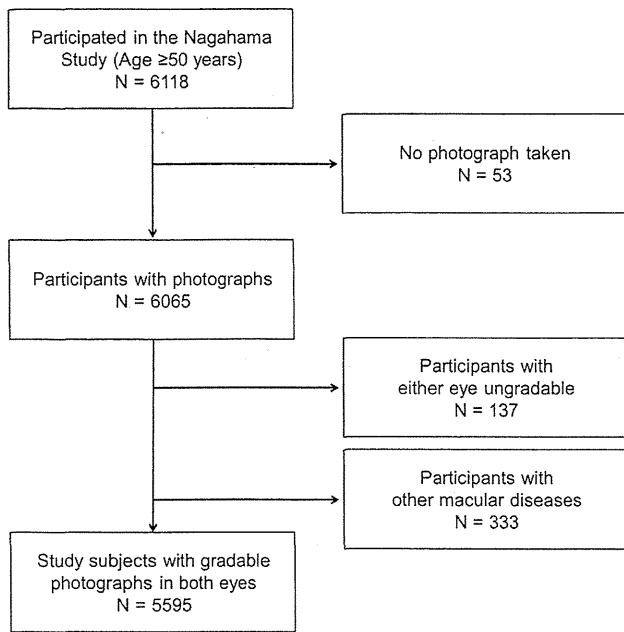 Participated in the Nagahama
Study (Age ≥50 years)
N = 6118
No photograph taken
N = 53
Participants with photographs
N = 6065
Participants with
either eye ungradable
N = 137
Participants with
other macular diseases
N = 333
Study subjects with gradable
photographs in both eyes
N = 5595